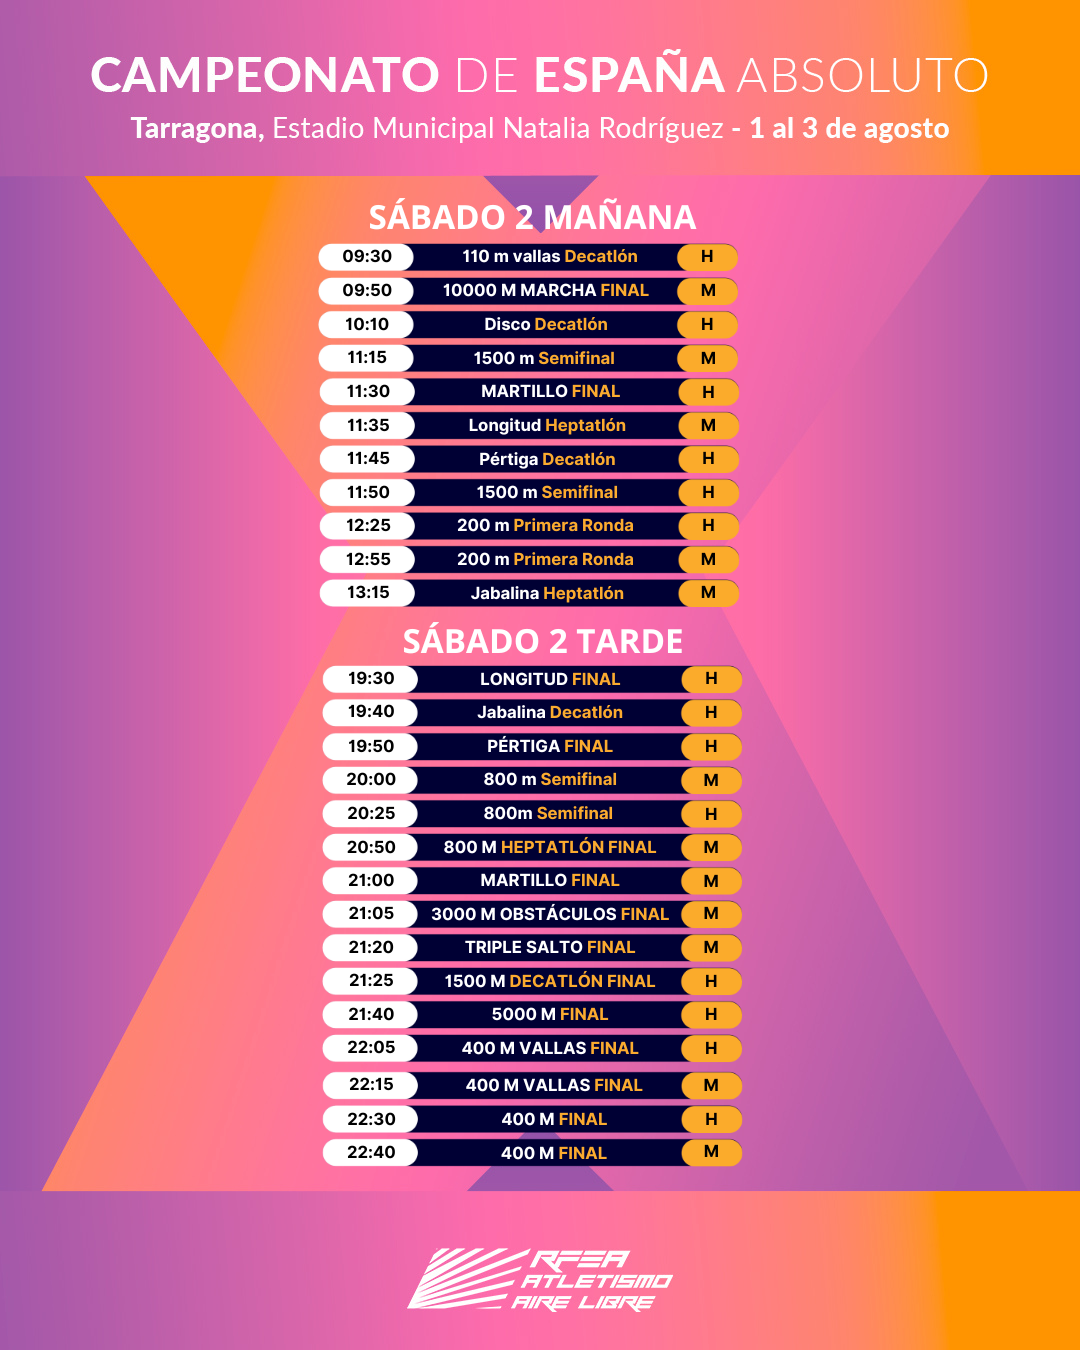 CAMPEONATO DE ESPAÑA ABSOLUTO
Tarragona, Estadio Municipal Natalia Rodríguez - 1 al 3 de agosto
SÁBADO 2 MAÑANA
09:30 110 m vallas Decatlón H
09:50 10000 M MARCHA FINAL M
10:10 Disco Decatlón H
11:15 1500 m Semifinal M
11:30 MARTILLO FINAL H
11:35 Longitud Heptatlón M
11:45 Pértiga Decatlón H
11:50 1500 m Semifinal H
12:25 200 m Primera Ronda H
12:55 200 m Primera Ronda M
13:15 Jabalina Heptatlón M
SÁBADO 2 TARDE
19:30 LONGITUD FINAL H
19:40 Jabalina Decatlón H
19:50 PÉRTIGA FINAL H
20:00 800 m Semifinal M
20:25 800m Semifinal H
20:50 800 M HEPTATLÓN FINAL M
21:00 MARTILLO FINAL M
21:05 3000 M OBSTÁCULOS FINAL M
21:20 TRIPLE SALTO FINAL M
21:25 1500 M DECATLÓN FINAL H
21:40 5000 M FINAL H
22:05 400 M VALLAS FINAL H
22:15 400 M VALLAS FINAL M
22:30 400 M FINAL H
22:40 400 M FINAL M
RFEA
ATLETISMO
AIRE LIBRE